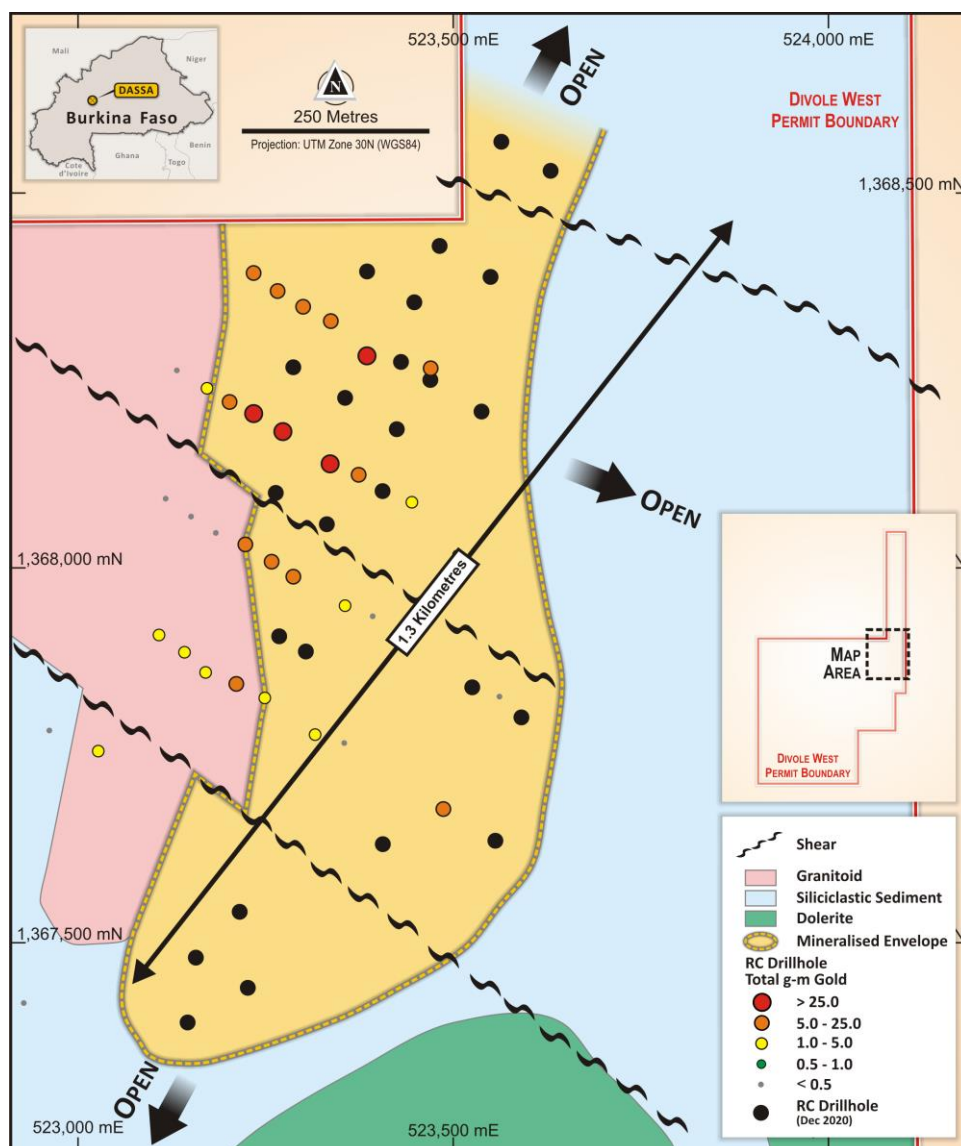 523,500 mE
524,000 mE
Mali
Niger
DASSA
Burkina Faso
Benin
Ghana
Togo
Cote
d'Ivoire
N
250 Metres
Projection: UTM Zone 30N (WGS84)
OPEN
DIVOLE WEST
PERMIT BOUNDARY
1,368,500 mN
OPEN
1.3 Kilometres
1,368,000 mN
MAP
AREA
DIVOLE WEST
PERMIT BOUNDARY
1,367,500 mN
OPEN
523,000 mE
523,500 mE
Shear
Granitoid
Siliciclastic Sediment
Dolerite
Mineralised Envelope
RC Drillhole
Total g-m Gold
> 25.0
5.0 - 25.0
1.0 - 5.0
0.5 - 1.0
< 0.5
RC Drillhole
(Dec 2020)